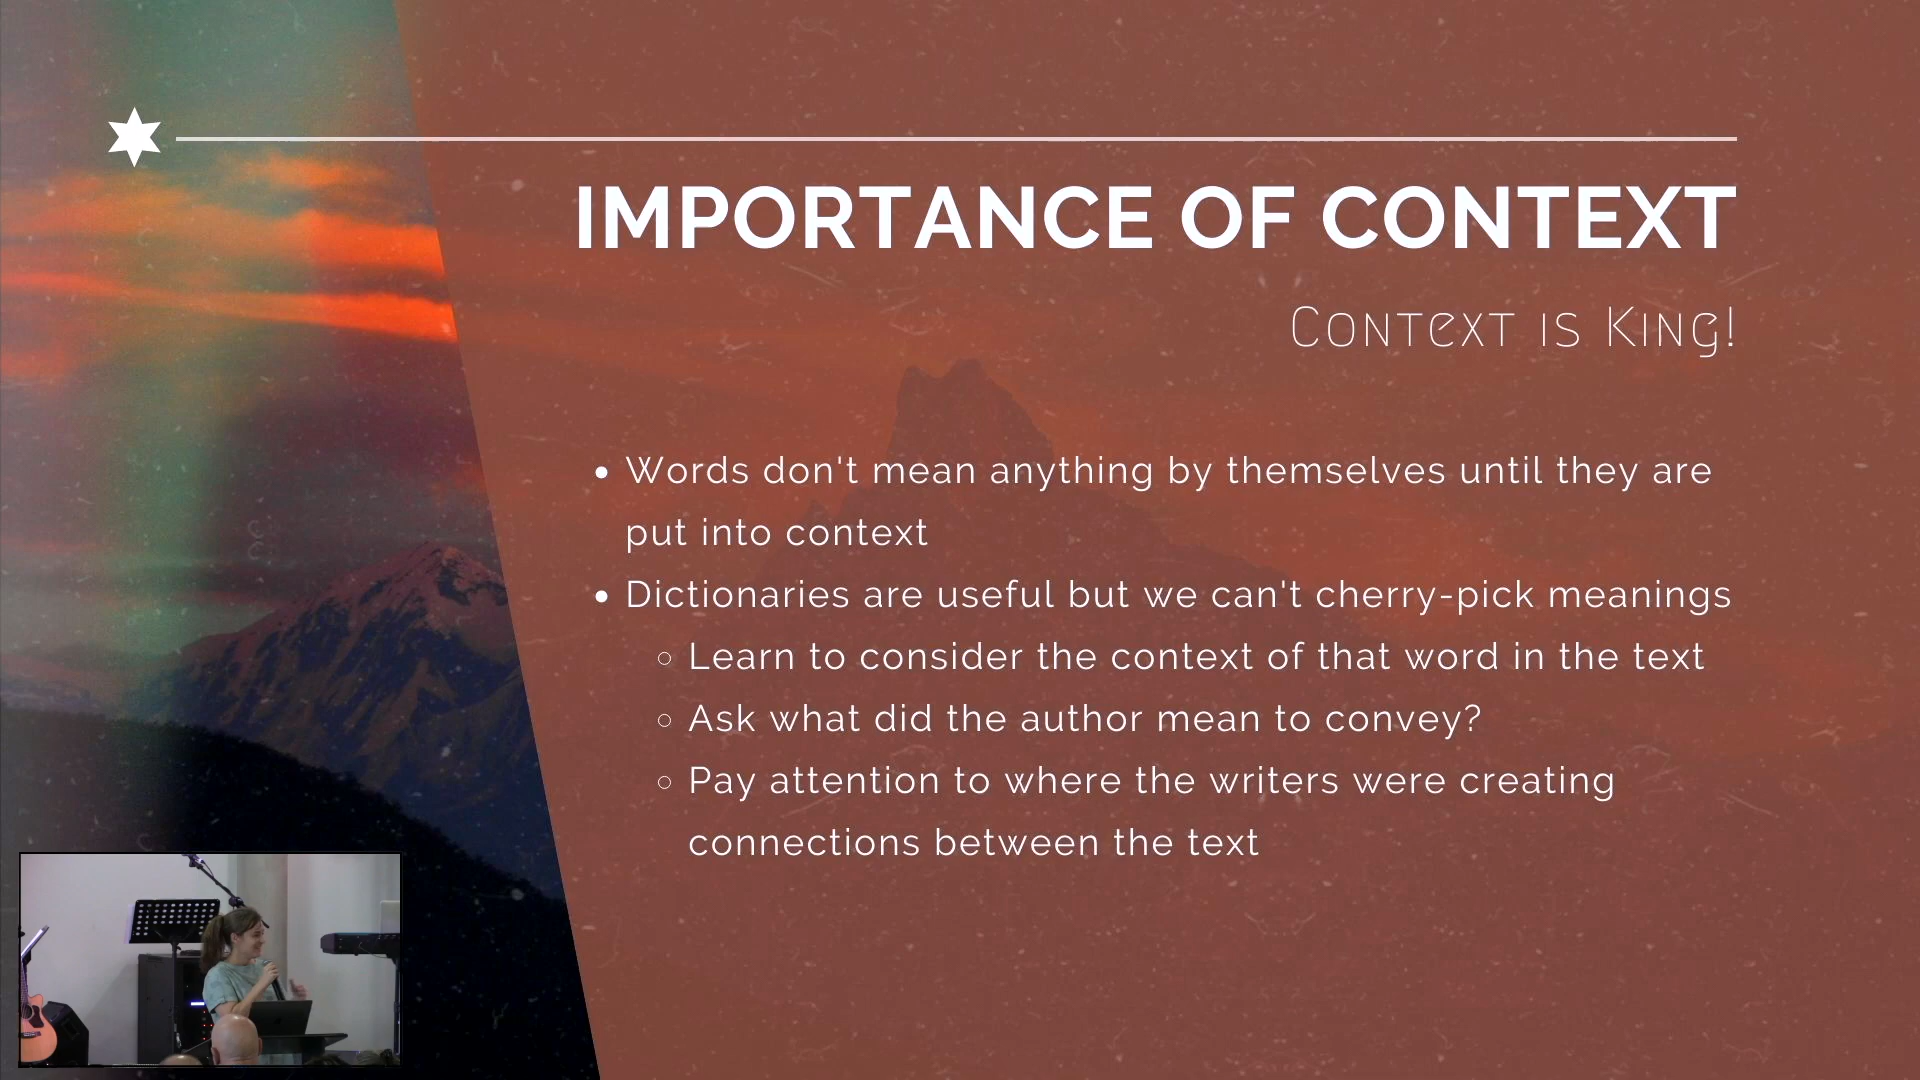 IMPORTANCE OF CONTEXT
Context is King!
• Words don't mean anything by themselves until they are
put into context
• Dictionaries are useful but we can't cherry-pick meanings
◦ Learn to consider the context of that word in the text
◦ Ask what did the author mean to convey?
◦ Pay attention to where the writers were creating
connections between the text